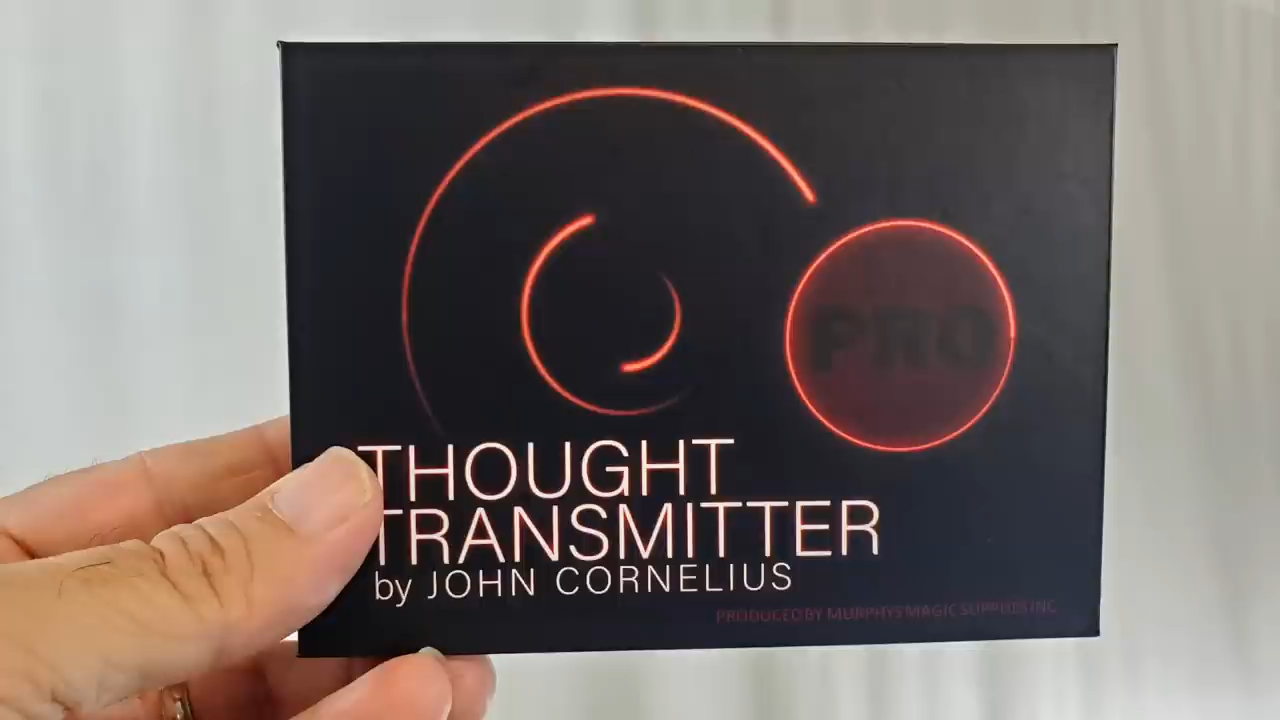 PRO
THOUGHT
TRANSMITTER
by JOHN CORNELIUS
PRODUCED BY MURPHYS MAGIC SUPPLIES INC